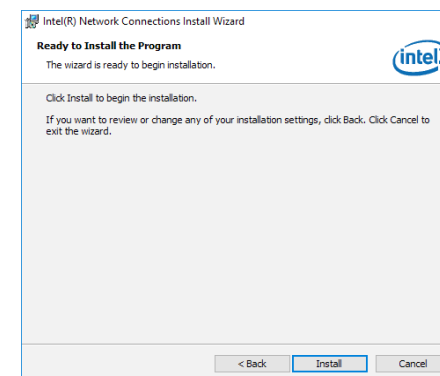 Intel(R) Network Connections Install Wizard
Ready to Install the Program
The wizard is ready to begin installation.
intel
Click Install to begin the installation.
If you want to review or change any of your installation settings, click Back. Click Cancel to
exit the wizard.
< Back Install Cancel